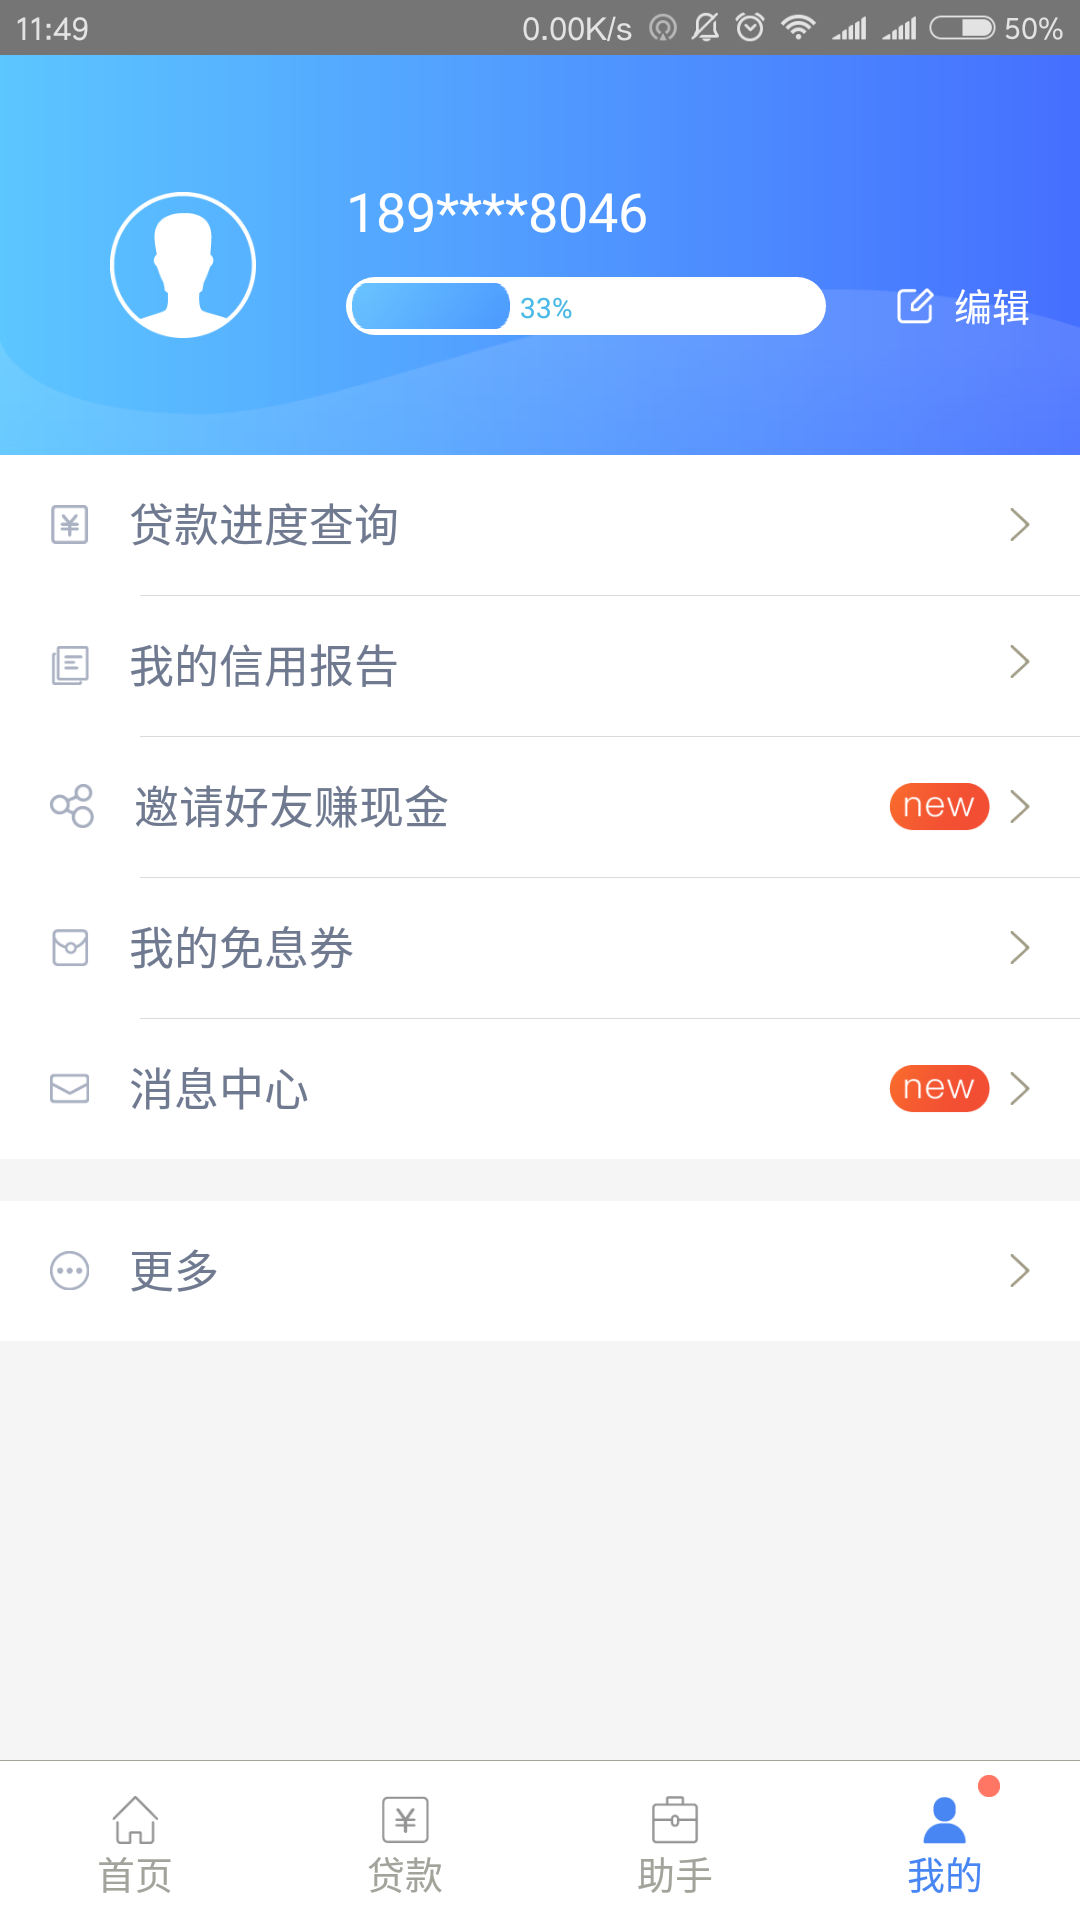 11:49 0.00K/s 50%
189****8046
33%
编辑
贷款进度查询
我的信用报告
邀请好友赚现金 new
我的免息券
消息中心 new
更多
首页 贷款 助手 我的